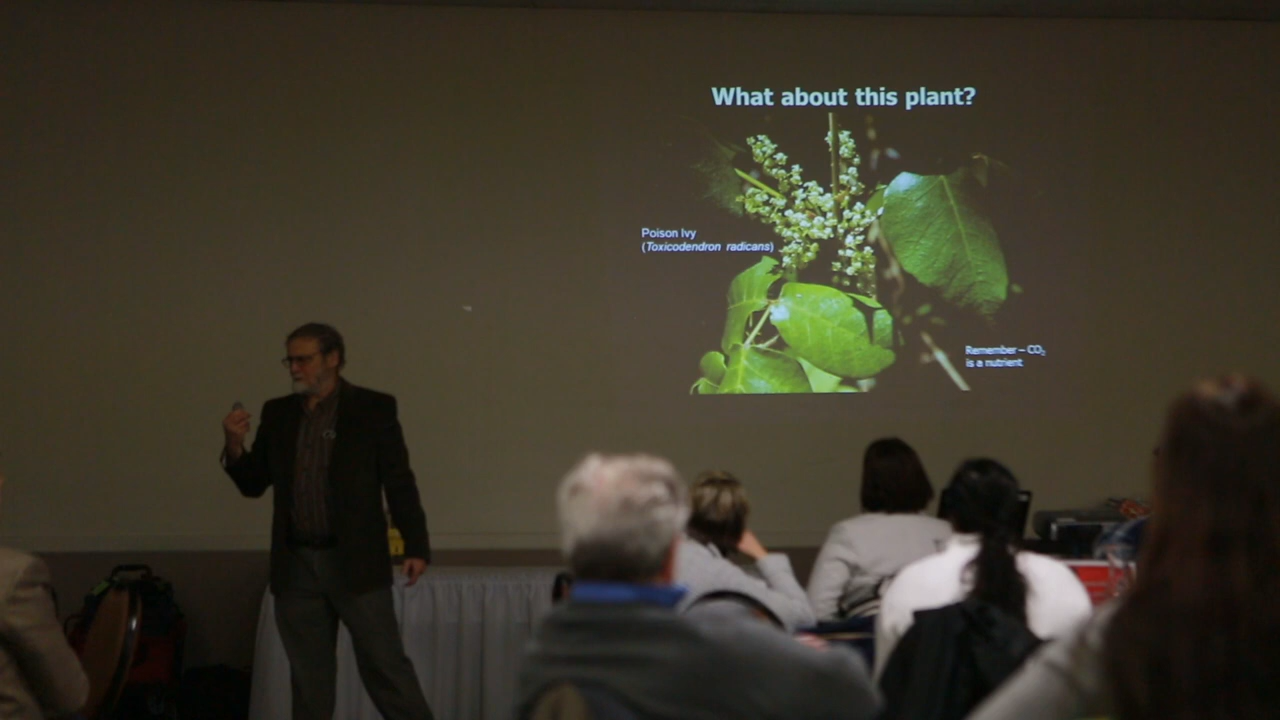 What about this plant?
Poison Ivy
(Toxicodendron radicans)
Remember – CO₂
is a nutrient